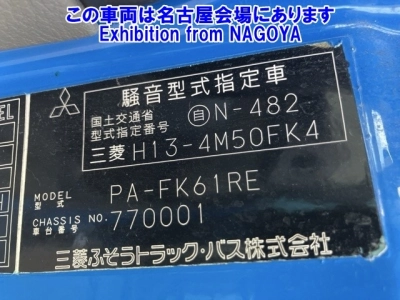 この車両は名古屋会場にあります
Exhibition from NAGOYA
騒音型式指定車
国土交通省
型式指定番号
自N-482
三菱 H13-4M50FK4
MODEL
型式
PA-FK61RE
CHASSIS NO.
車台番号
770001
三菱ふそうトラック・バス株式会社
EL
H